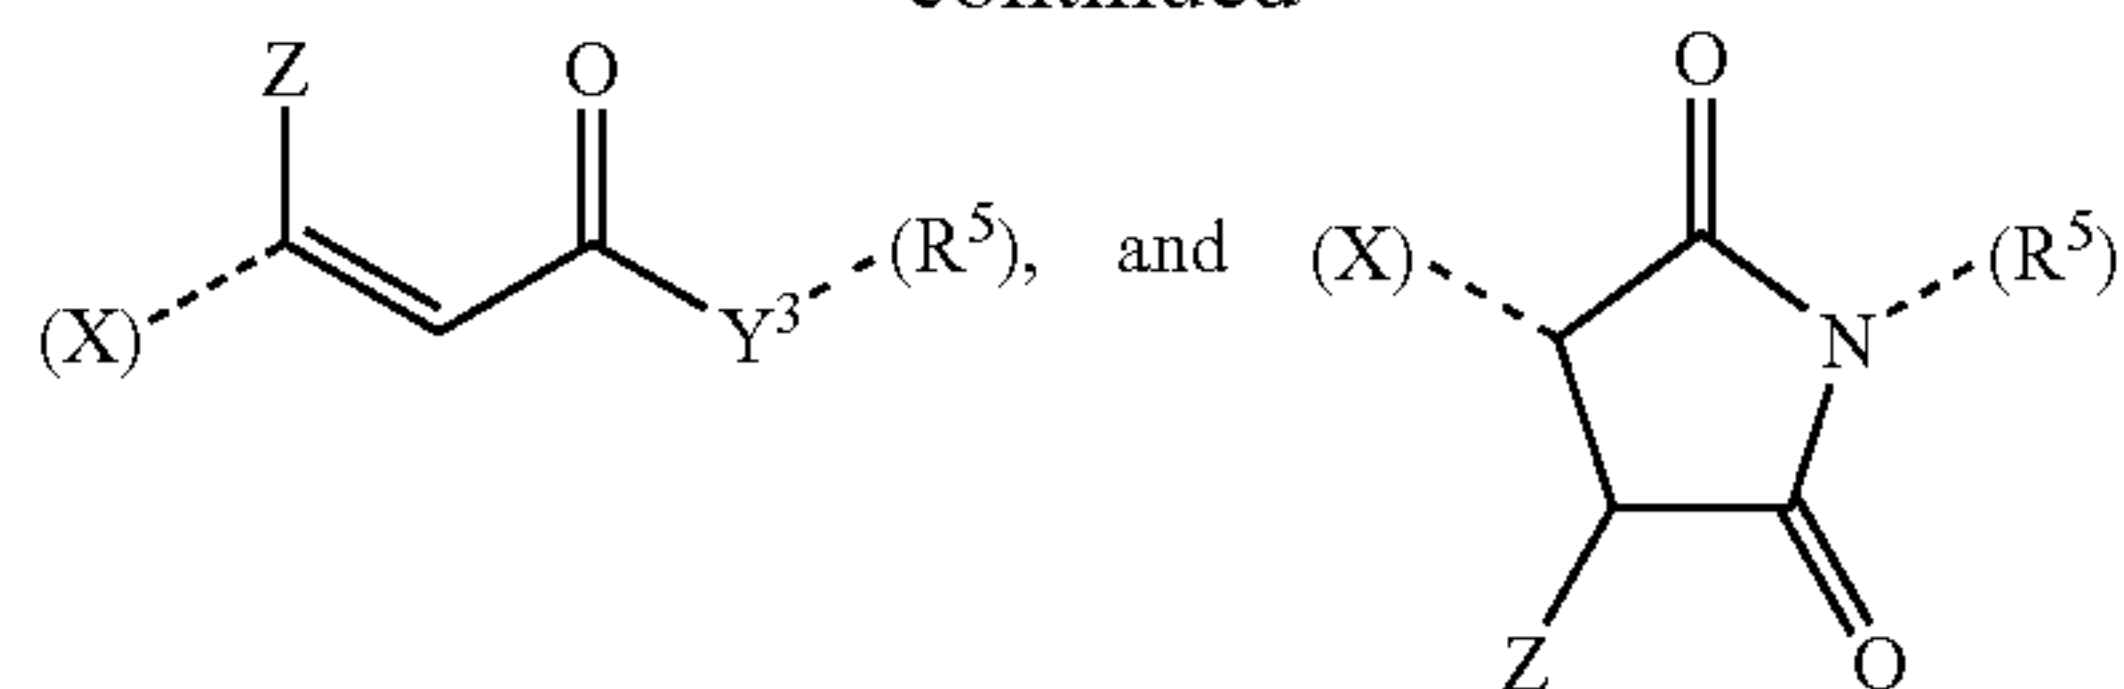 Z O O
(X) Y³ (R⁵), and (X) N (R⁵)
Z O